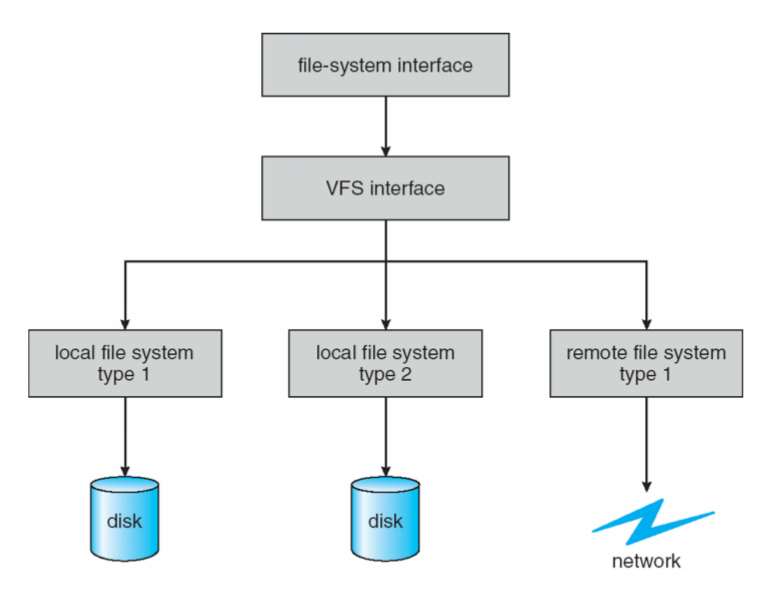 file-system interface
VFS interface
local file system
type 1
local file system
type 2
remote file system
type 1
disk
disk
network